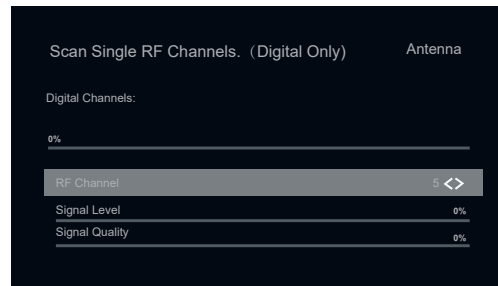 Scan Single RF Channels.（Digital Only) Antenna
Digital Channels:
0%
RF Channel 5 <>
Signal Level 0%
Signal Quality 0%